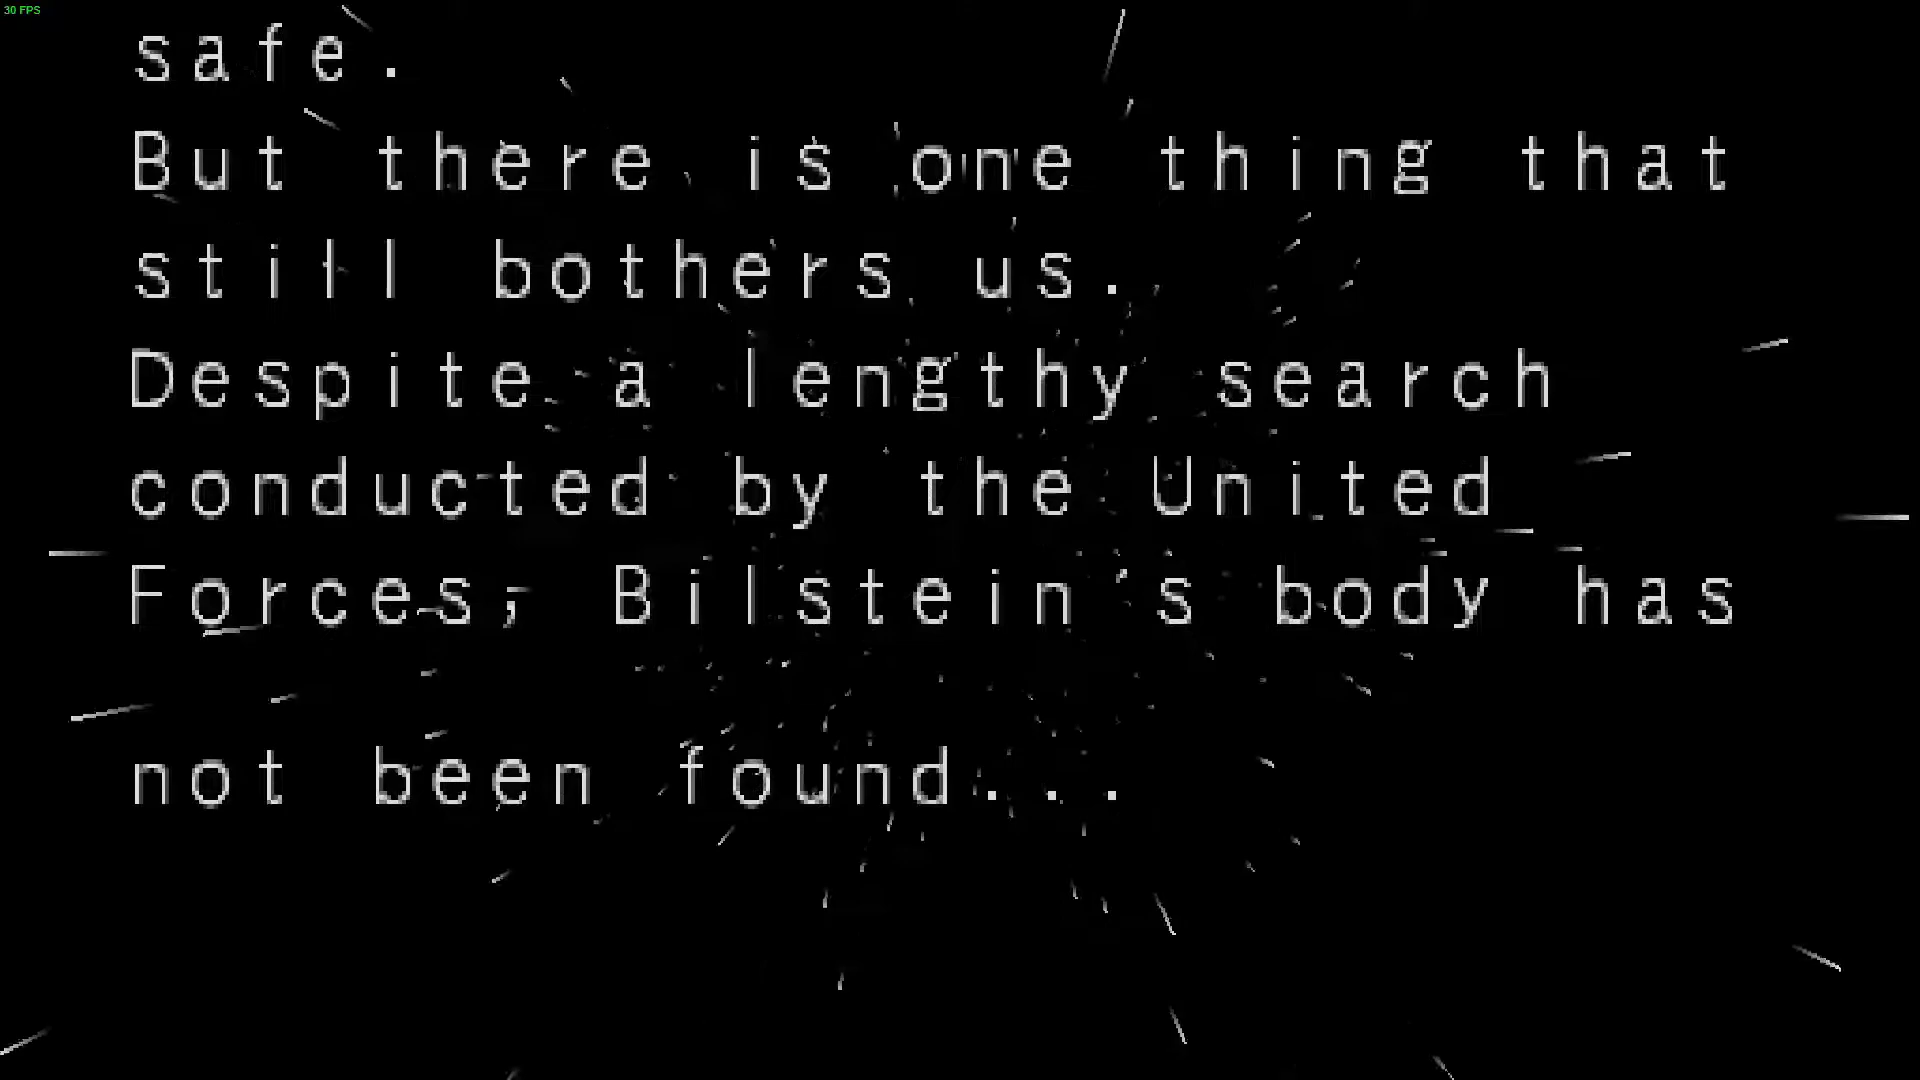 30 FPS
safe.
But there is one thing that
still bothers us.
Despite a lengthy search
conducted by the United
Forces, Bilstein's body has
not been found...